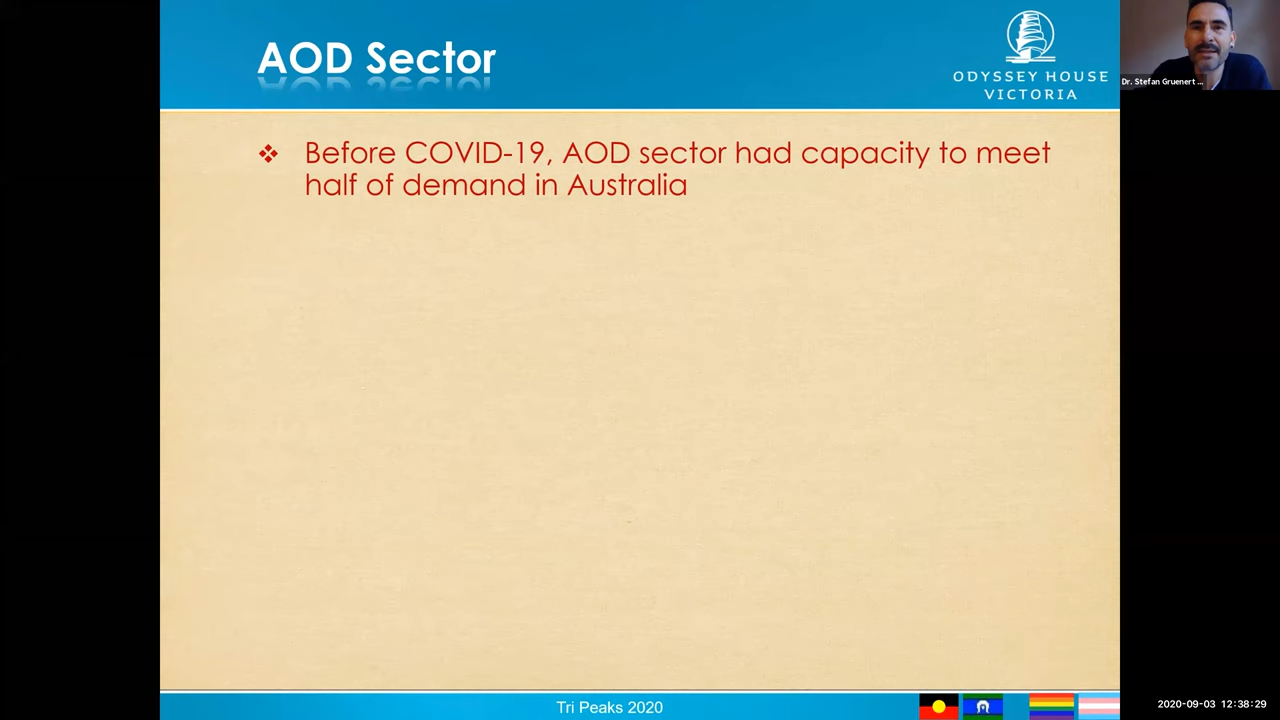 AOD Sector
ODYSSEY HOUSE
VICTORIA
Dr. Stefan Gruenert ...
❖ Before COVID-19, AOD sector had capacity to meet
half of demand in Australia
Tri Peaks 2020
2020-09-03 12:38:29